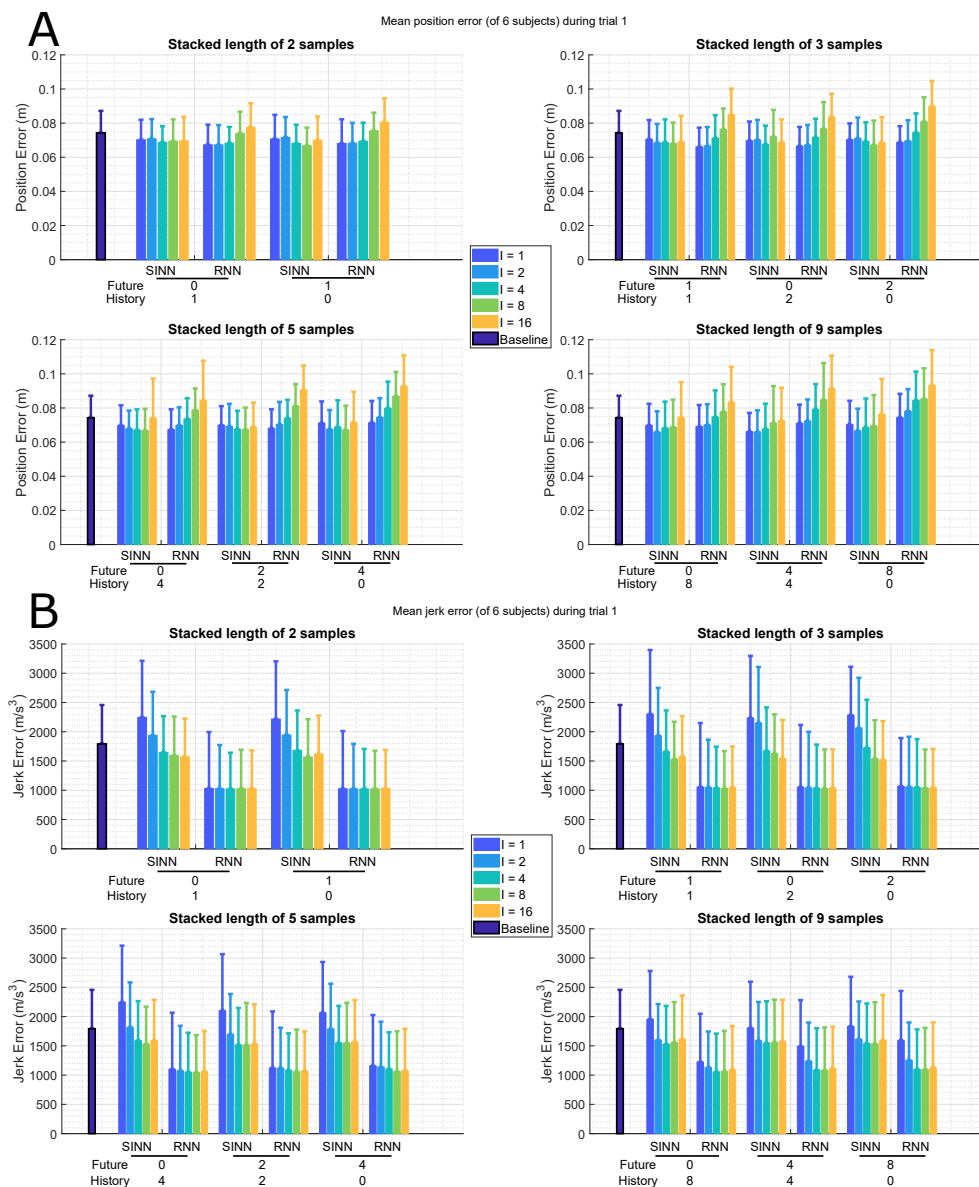 A
Mean position error (of 6 subjects) during trial 1
Stacked length of 2 samples
Position Error (m)
0.12
0.1
0.08
0.06
0.04
0.02
0
SINN RNN SINN RNN
Future 0 1
History 1 0
Stacked length of 3 samples
Position Error (m)
0.12
0.1
0.08
0.06
0.04
0.02
0
SINN RNN SINN RNN SINN RNN
Future 1 0 2
History 1 2 0
I = 1
I = 2
I = 4
I = 8
I = 16
Baseline
Stacked length of 5 samples
Position Error (m)
0.12
0.1
0.08
0.06
0.04
0.02
0
SINN RNN SINN RNN SINN RNN
Future 0 2 4
History 4 2 0
Stacked length of 9 samples
Position Error (m)
0.12
0.1
0.08
0.06
0.04
0.02
0
SINN RNN SINN RNN SINN RNN
Future 0 4 8
History 8 4 0
B
Mean jerk error (of 6 subjects) during trial 1
Stacked length of 2 samples
Jerk Error (m/s³)
3500
3000
2500
2000
1500
1000
500
0
SINN RNN SINN RNN
Future 0 1
History 1 0
Stacked length of 3 samples
Jerk Error (m/s³)
3500
3000
2500
2000
1500
1000
500
0
SINN RNN SINN RNN SINN RNN
Future 1 0 2
History 1 2 0
I = 1
I = 2
I = 4
I = 8
I = 16
Baseline
Stacked length of 5 samples
Jerk Error (m/s³)
3500
3000
2500
2000
1500
1000
500
0
SINN RNN SINN RNN SINN RNN
Future 0 2 4
History 4 2 0
Stacked length of 9 samples
Jerk Error (m/s³)
3500
3000
2500
2000
1500
1000
500
0
SINN RNN SINN RNN SINN RNN
Future 0 4 8
History 8 4 0